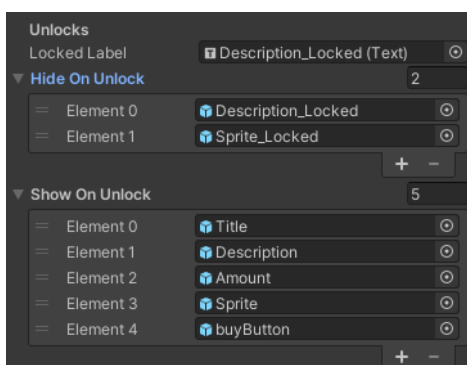 Unlocks
Locked Label Description_Locked (Text)
Hide On Unlock 2
Element 0 Description_Locked
Element 1 Sprite_Locked
+ -
Show On Unlock 5
Element 0 Title
Element 1 Description
Element 2 Amount
Element 3 Sprite
Element 4 buyButton
+ -